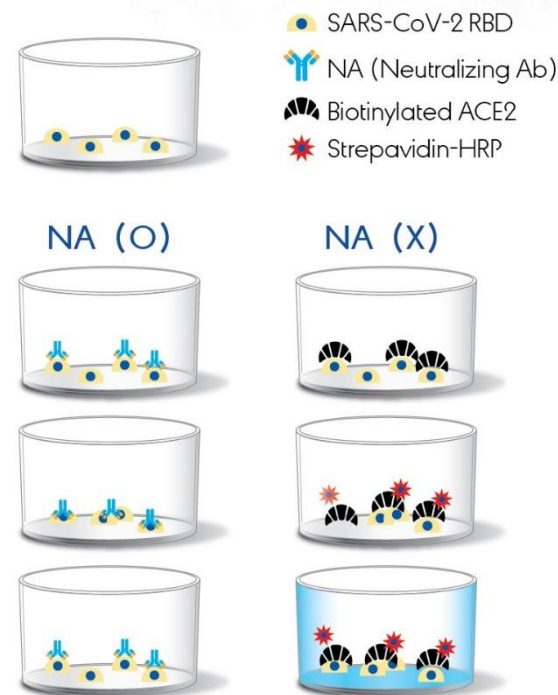 SARS-CoV-2 RBD
NA (Neutralizing Ab)
Biotinylated ACE2
Strepavidin-HRP
NA (O)
NA (X)